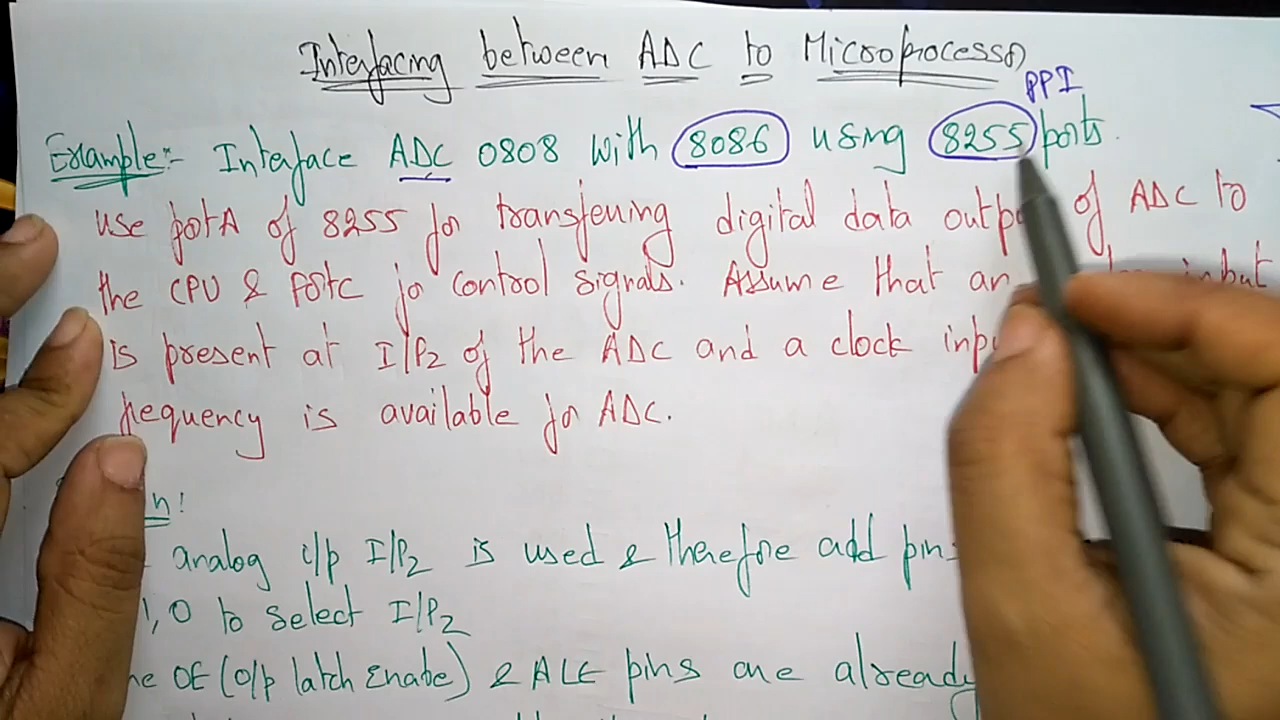 Interfacing between ADC to Microprocessor
PPI
Example:- Interface ADC 0808 with 8086 using 8255 ports.
Use portA of 8255 for transfering digital data output of ADC to
the CPU & Portc for control signals. Assume that an input
is present at I/P2 of the ADC and a clock
frequency is available for ADC.
analog i/p I/P2 is used & therefore add pins
1,0 to select I/P2
OE (O/p latch Enabe) & ALE pins are already